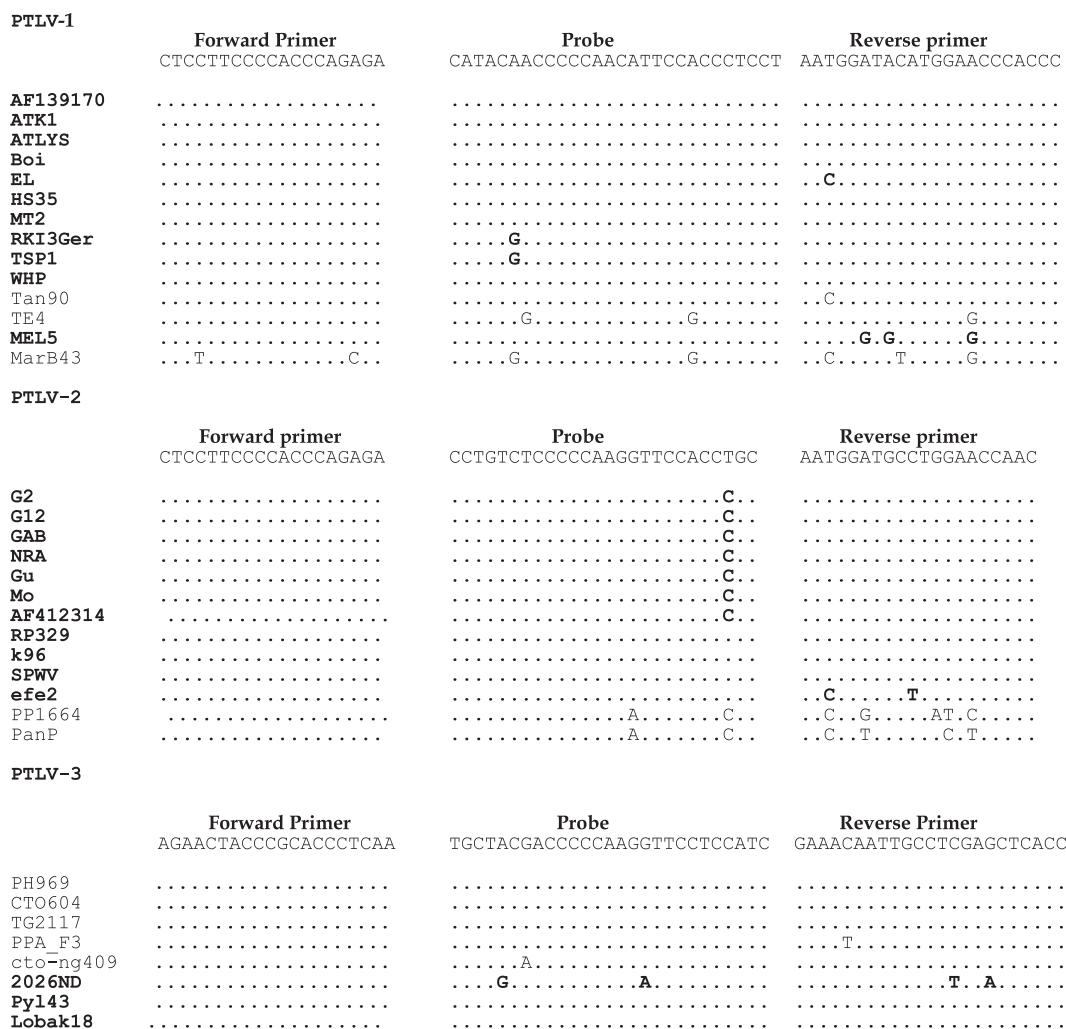 PTLV-1
Forward Primer Probe Reverse primer
CTCCTTCCCCACCCAGAGA CATACAACCCCCAACATTCCACCCTCCT AATGGATACATGGAACCCACCC
AF139170 ................... ............................ ......................
ATK1 ................... ............................ ......................
ATLYS ................... ............................ ......................
Boi ................... ............................ ......................
EL ................... ............................ ..C...................
HS35 ................... ............................ ......................
MT2 ................... ............................ ......................
RKI3Ger ................... .....G...................... ......................
TSP1 ................... .....G...................... ......................
WHP ................... ............................ ......................
Tan90 ................... ............................ ..C...................
TE4 ................... ......G.............G....... ..............G.......
MEL5 ................... ............................ .....G.G......G.......
MarB43 ...T............C.. .....G..............G....... ..C.....T.....G.......
PTLV-2
Forward primer Probe Reverse primer
CTCCTTCCCCACCCAGAGA CCTGTCTCCCCCAAGGTTCCACCTGC AATGGATGCCTGGAACCAAC
G2 ................... .......................C.. ....................
G12 ................... .......................C.. ....................
GAB ................... .......................C.. ....................
NRA ................... .......................C.. ....................
Gu ................... .......................C.. ....................
Mo ................... .......................C.. ....................
AF412314 ................... .......................C.. ....................
RP329 ................... .......................... ....................
k96 ................... .......................... ....................
SPWV ................... .......................... ....................
efe2 ................... .......................... ..C......T..........
PP1664 ................... ...............A.......C.. ..C..G.....AT.C.....
PanP ................... ...............A.......C.. ..C..T......C.T.....
PTLV-3
Forward Primer Probe Reverse Primer
AGAACTACCCGCACCCTCAA TGCTACGACCCCCAAGGTTCCTCCATC GAAACAATTGCCTCGAGCTCACC
PH969 .................... ........................... .......................
CTO604 .................... ........................... .......................
TG2117 .................... ........................... .......................
PPA_F3 .................... ........................... ....T..................
cto-ng409 .................... ......A.................... .......................
2026ND .................... ....G...........A.......... .............T..A......
Pyl43 .................... ........................... .......................
Lobak18 .................... ........................... .......................